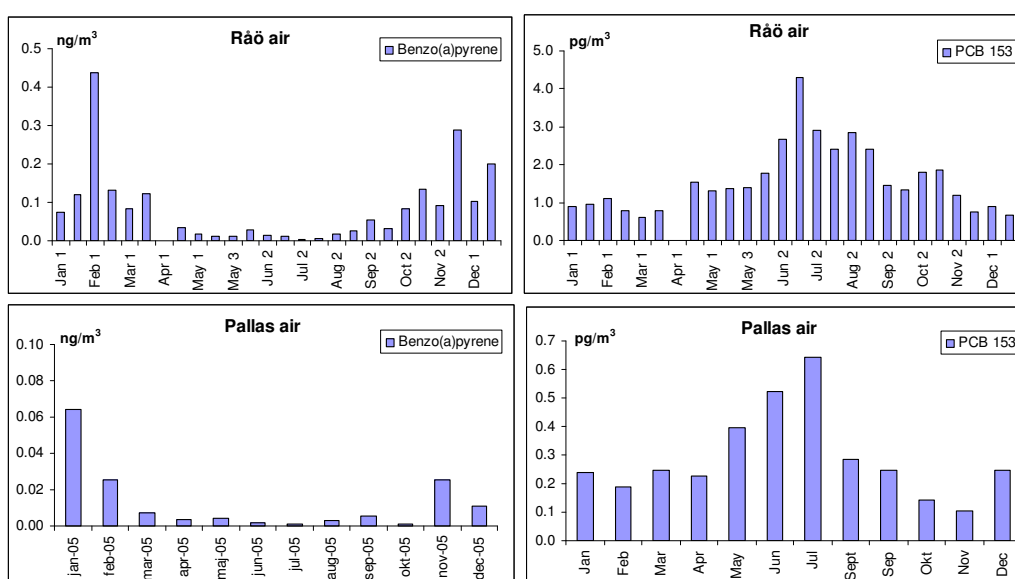 Råö air
ng/m³
Benzo(a)pyrene
0.5
0.4
0.3
0.2
0.1
0.0
Jan 1
Feb 1
Mar 1
Apr 1
May 1
May 3
Jun 2
Jul 2
Aug 2
Sep 2
Oct 2
Nov 2
Dec 1
Råö air
pg/m³
PCB 153
5.0
4.0
3.0
2.0
1.0
0.0
Jan 1
Feb 1
Mar 1
Apr 1
May 1
May 3
Jun 2
Jul 2
Aug 2
Sep 2
Oct 2
Nov 2
Dec 1
Pallas air
ng/m³
Benzo(a)pyrene
0.10
0.08
0.06
0.04
0.02
0.00
jan-05
feb-05
mar-05
apr-05
maj-05
jun-05
jul-05
aug-05
sep-05
okt-05
nov-05
dec-05
Pallas air
pg/m³
PCB 153
0.7
0.6
0.5
0.4
0.3
0.2
0.1
0.0
Jan
Feb
Mar
Apr
May
Jun
Jul
Sept
Sep
Okt
Nov
Dec